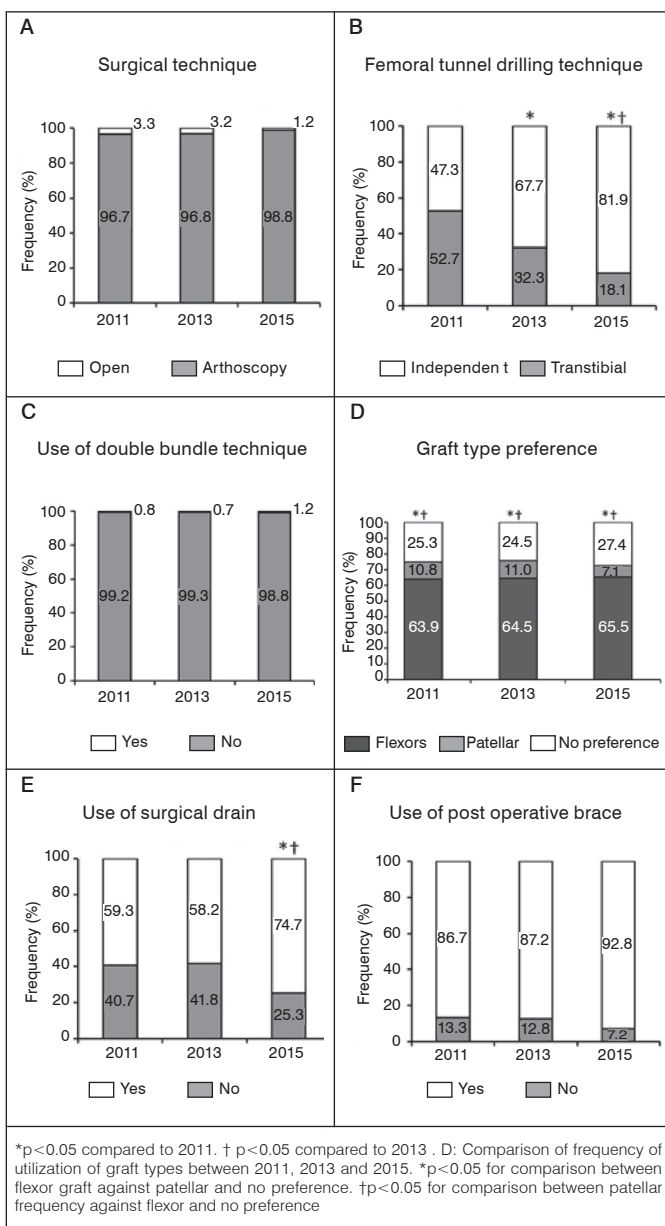 A
Surgical technique
Frequency (%)
100
80
60
40
20
0
3.3
3.2
1.2
96.7
96.8
98.8
2011
2013
2015
Open
Arthoscopy
B
Femoral tunnel drilling technique
*
*†
Frequency (%)
100
80
60
40
20
0
47.3
67.7
81.9
52.7
32.3
18.1
2011
2013
2015
Independen t
Transtibial
C
Use of double bundle technique
Frequency (%)
100
80
60
40
20
0
0.8
0.7
1.2
99.2
99.3
98.8
2011
2013
2015
Yes
No
D
Graft type preference
*†
*†
*†
Frequency (%)
100
90
80
70
60
50
40
30
20
10
0
25.3
24.5
27.4
10.8
11.0
7.1
63.9
64.5
65.5
2011
2013
2015
Flexors
Patellar
No preference
E
Use of surgical drain
*†
Frequency (%)
100
80
60
40
20
0
59.3
58.2
74.7
40.7
41.8
25.3
2011
2013
2015
Yes
No
F
Use of post operative brace
Frequency (%)
100
80
60
40
20
0
86.7
87.2
92.8
13.3
12.8
7.2
2011
2013
2015
Yes
No
*p<0.05 compared to 2011. † p<0.05 compared to 2013 . D: Comparison of frequency of
utilization of graft types between 2011, 2013 and 2015. *p<0.05 for comparison between
flexor graft against patellar and no preference. †p<0.05 for comparison between patellar
frequency against flexor and no preference